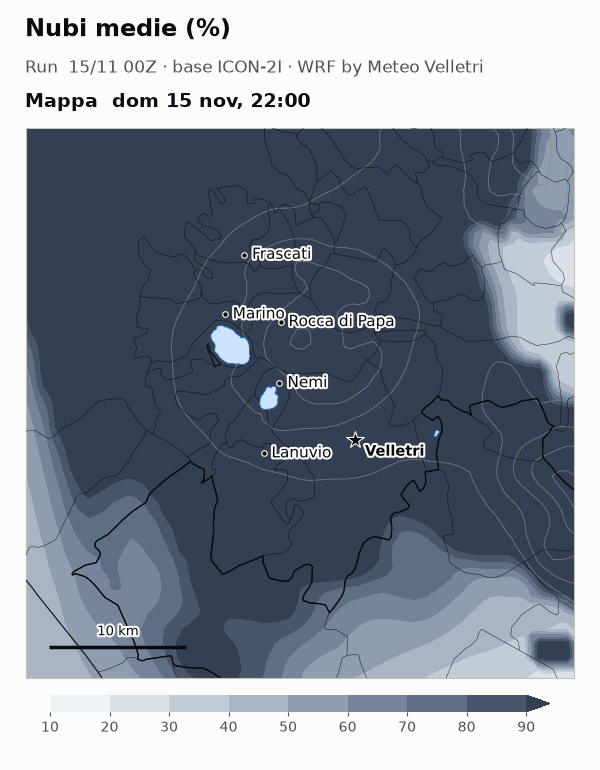 Nubi medie (%)
Run  15/11 00Z · base ICON-2I · WRF by Meteo Velletri
Mappa  dom 15 nov, 22:00
Frascati
Marino
Rocca di Papa
Nemi
Velletri
Lanuvio
10 km
10 20 30 40 50 60 70 80 90